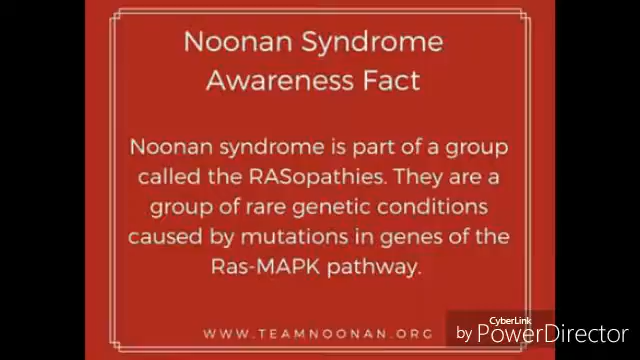 Noonan Syndrome
Awareness Fact
Noonan syndrome is part of a group
called the RASopathies. They are a
group of rare genetic conditions
caused by mutations in genes of the
Ras-MAPK pathway.
WWW.TEAMNOONAN.ORG
CyberLink
by PowerDirector